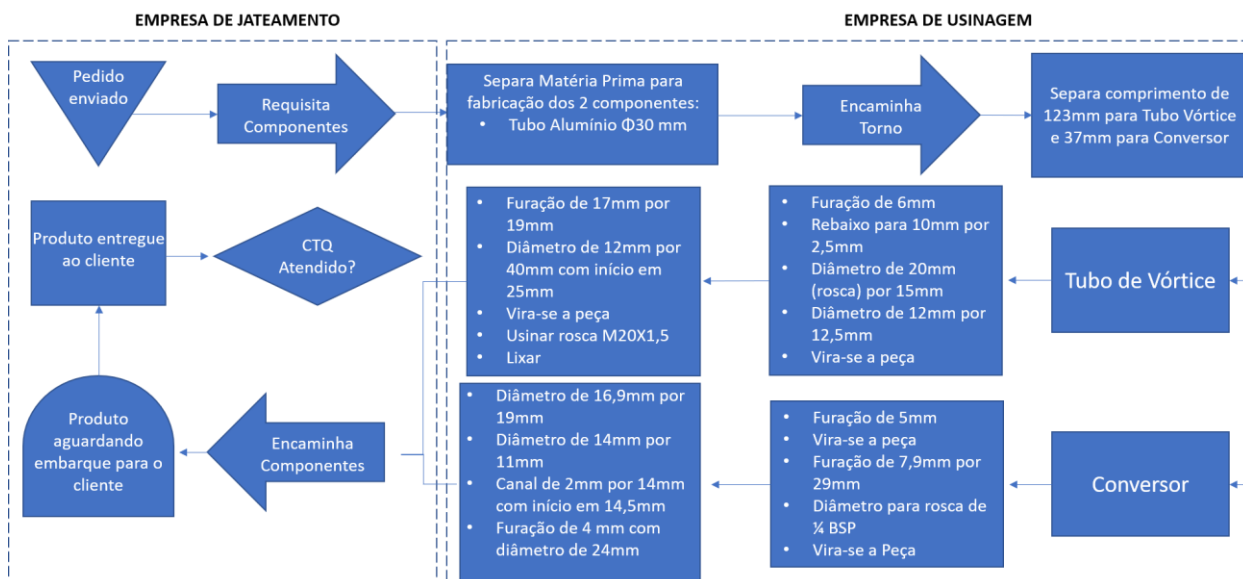 EMPRESA DE JATEAMENTO
EMPRESA DE USINAGEM
Pedido
enviado
Requisita
Componentes
Separa Matéria Prima para
fabricação dos 2 componentes:
• Tubo Alumínio Φ30 mm
Encaminha
Torno
Separa comprimento de
123mm para Tubo Vórtice
e 37mm para Conversor
Produto entregue
ao cliente
CTQ
Atendido?
• Furação de 17mm por
19mm
• Diâmetro de 12mm por
40mm com início em
25mm
• Vira-se a peça
• Usinar rosca M20X1,5
• Lixar
• Furação de 6mm
• Rebaixo para 10mm por
2,5mm
• Diâmetro de 20mm
(rosca) por 15mm
• Diâmetro de 12mm por
12,5mm
• Vira-se a peça
Tubo de Vórtice
Produto
aguardando
embarque para o
cliente
Encaminha
Componentes
• Diâmetro de 16,9mm por
19mm
• Diâmetro de 14mm por
11mm
• Canal de 2mm por 14mm
com início em 14,5mm
• Furação de 4 mm com
diâmetro de 24mm
• Furação de 5mm
• Vira-se a peça
• Furação de 7,9mm por
29mm
• Diâmetro para rosca de
¼ BSP
• Vira-se a Peça
Conversor